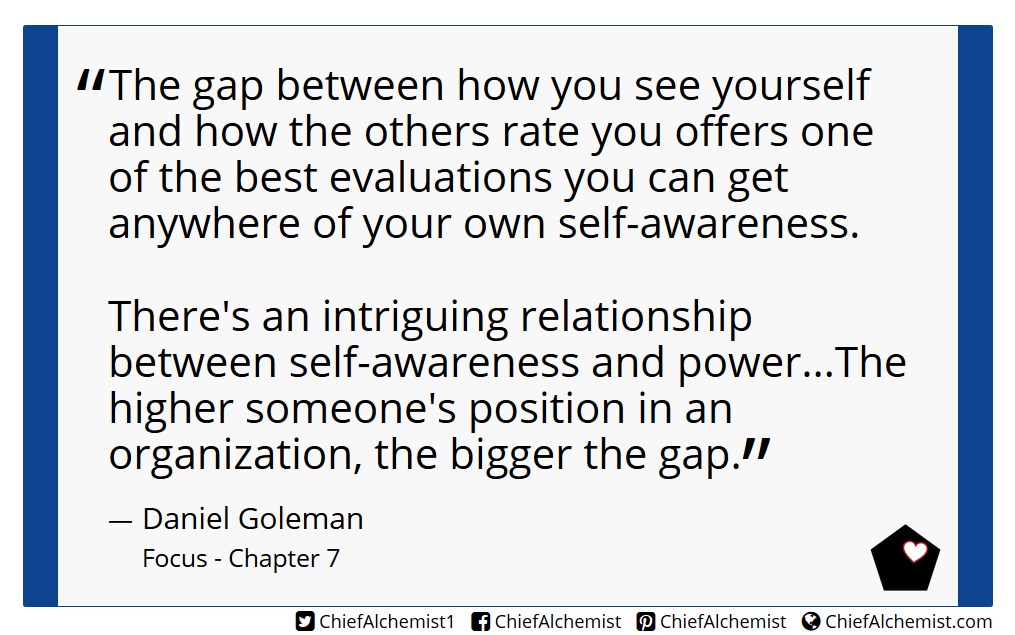 “The gap between how you see yourself
and how the others rate you offers one
of the best evaluations you can get
anywhere of your own self-awareness.
There's an intriguing relationship
between self-awareness and power...The
higher someone's position in an
organization, the bigger the gap.”
— Daniel Goleman
Focus - Chapter 7
ChiefAlchemist1 ChiefAlchemist ChiefAlchemist ChiefAlchemist.com